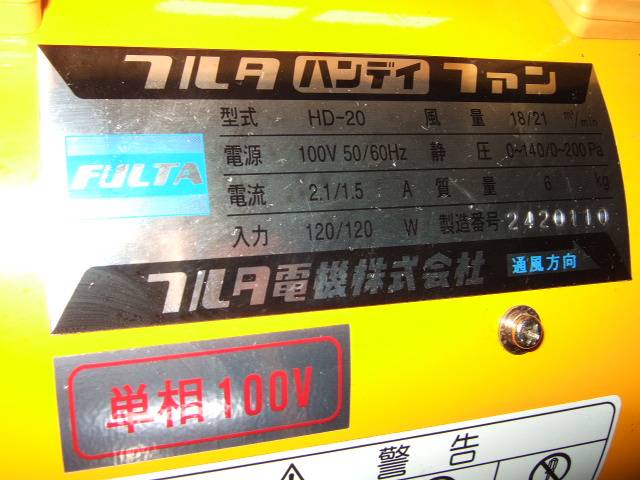 フルタ ハンデイ ファン
型式 HD-20 風量 18/21 m³/min
FULTA
電源 100V 50/60Hz 静圧 0~140/0~200 Pa
電流 2.1/1.5 A 質量 6 kg
入力 120/120 W 製造番号 2420110
フルタ電機株式会社 通風方向
単相100V
警告